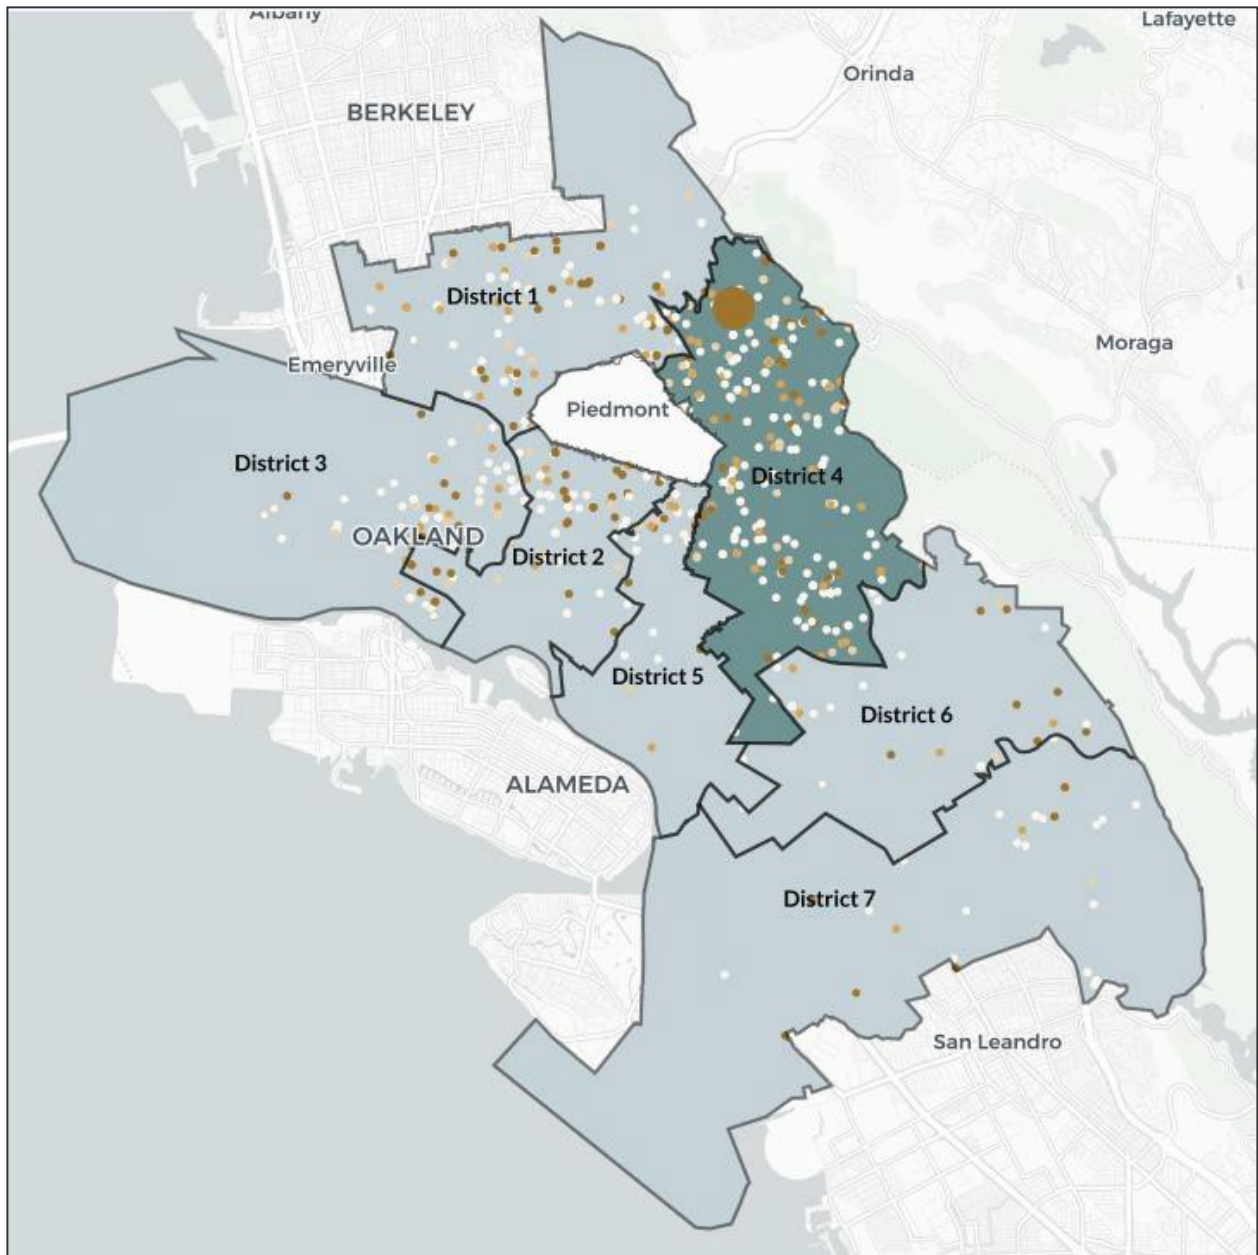 Albany
Lafayette
Orinda
BERKELEY
District 1
Moraga
Emeryville
Piedmont
District 3
District 4
OAKLAND
District 2
District 5
District 6
ALAMEDA
District 7
San Leandro